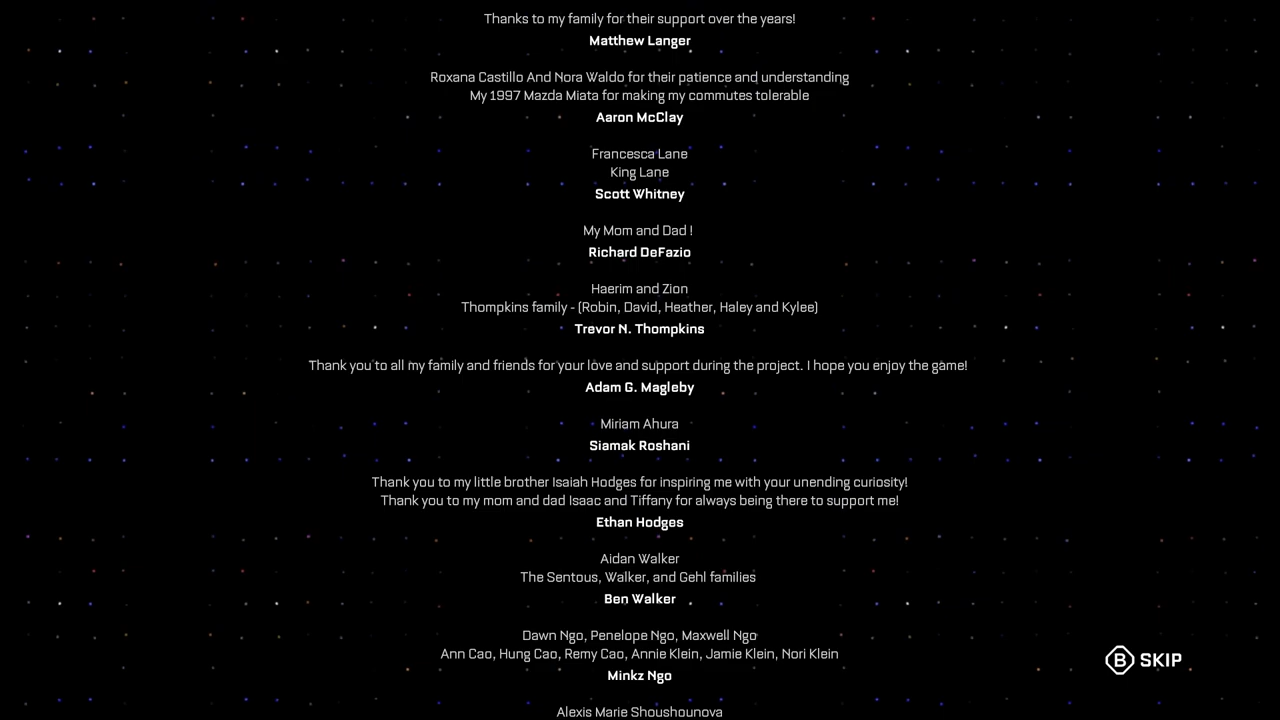 Thanks to my family for their support over the years!
Matthew Langer
Roxana Castillo And Nora Waldo for their patience and understanding
My 1997 Mazda Miata for making my commutes tolerable
Aaron McClay
Francesca Lane
King Lane
Scott Whitney
My Mom and Dad !
Richard DeFazio
Haerim and Zion
Thompkins family - (Robin, David, Heather, Haley and Kylee)
Trevor N. Thompkins
Thank you to all my family and friends for your love and support during the project. I hope you enjoy the game!
Adam G. Magleby
Miriam Ahura
Siamak Roshani
Thank you to my little brother Isaiah Hodges for inspiring me with your unending curiosity!
Thank you to my mom and dad Isaac and Tiffany for always being there to support me!
Ethan Hodges
Aidan Walker
The Sentous, Walker, and Gehl families
Ben Walker
Dawn Ngo, Penelope Ngo, Maxwell Ngo
Ann Cao, Hung Cao, Remy Cao, Annie Klein, Jamie Klein, Nori Klein
B SKIP
Minkz Ngo
Alexis Marie Shoushounova